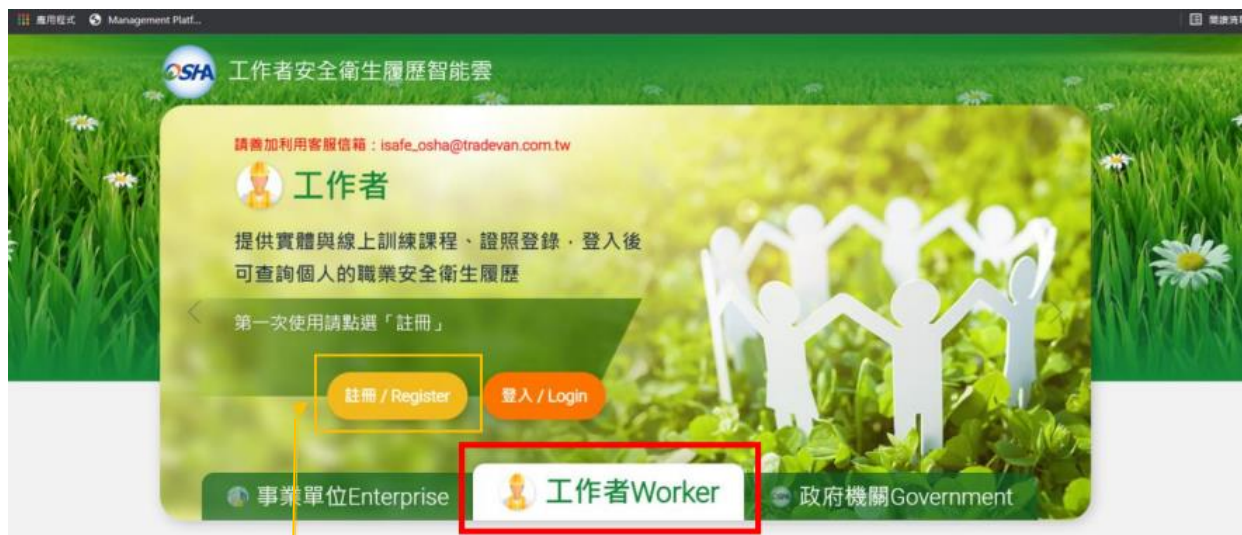 應用程式 Management Platf...
閱讀清單
OSHA 工作者安全衛生履歷智能雲
請善加利用客服信箱：isafe_osha@tradevan.com.tw
工作者
提供實體與線上訓練課程、證照登錄，登入後
可查詢個人的職業安全衛生履歷
第一次使用請點選「註冊」
註冊 / Register 登入 / Login
事業單位Enterprise 工作者Worker 政府機關Government